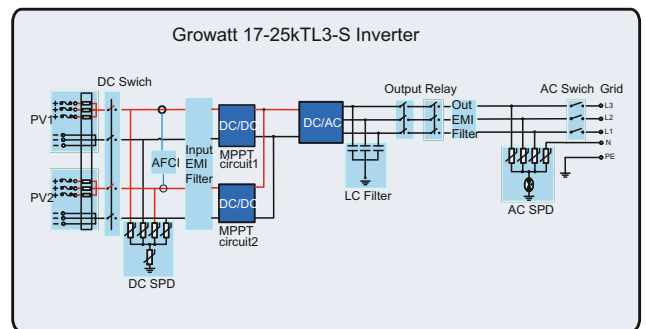 Growatt 17-25kTL3-S Inverter
DC Swich
Output Relay
AC Swich Grid
PV1
AFCI
Input
EMI
Filter
DC/DC
MPPT
circuit1
DC/AC
LC Filter
Out
EMI
Filter
L3
L2
L1
N
PE
PV2
DC/DC
MPPT
circuit2
DC SPD
AC SPD